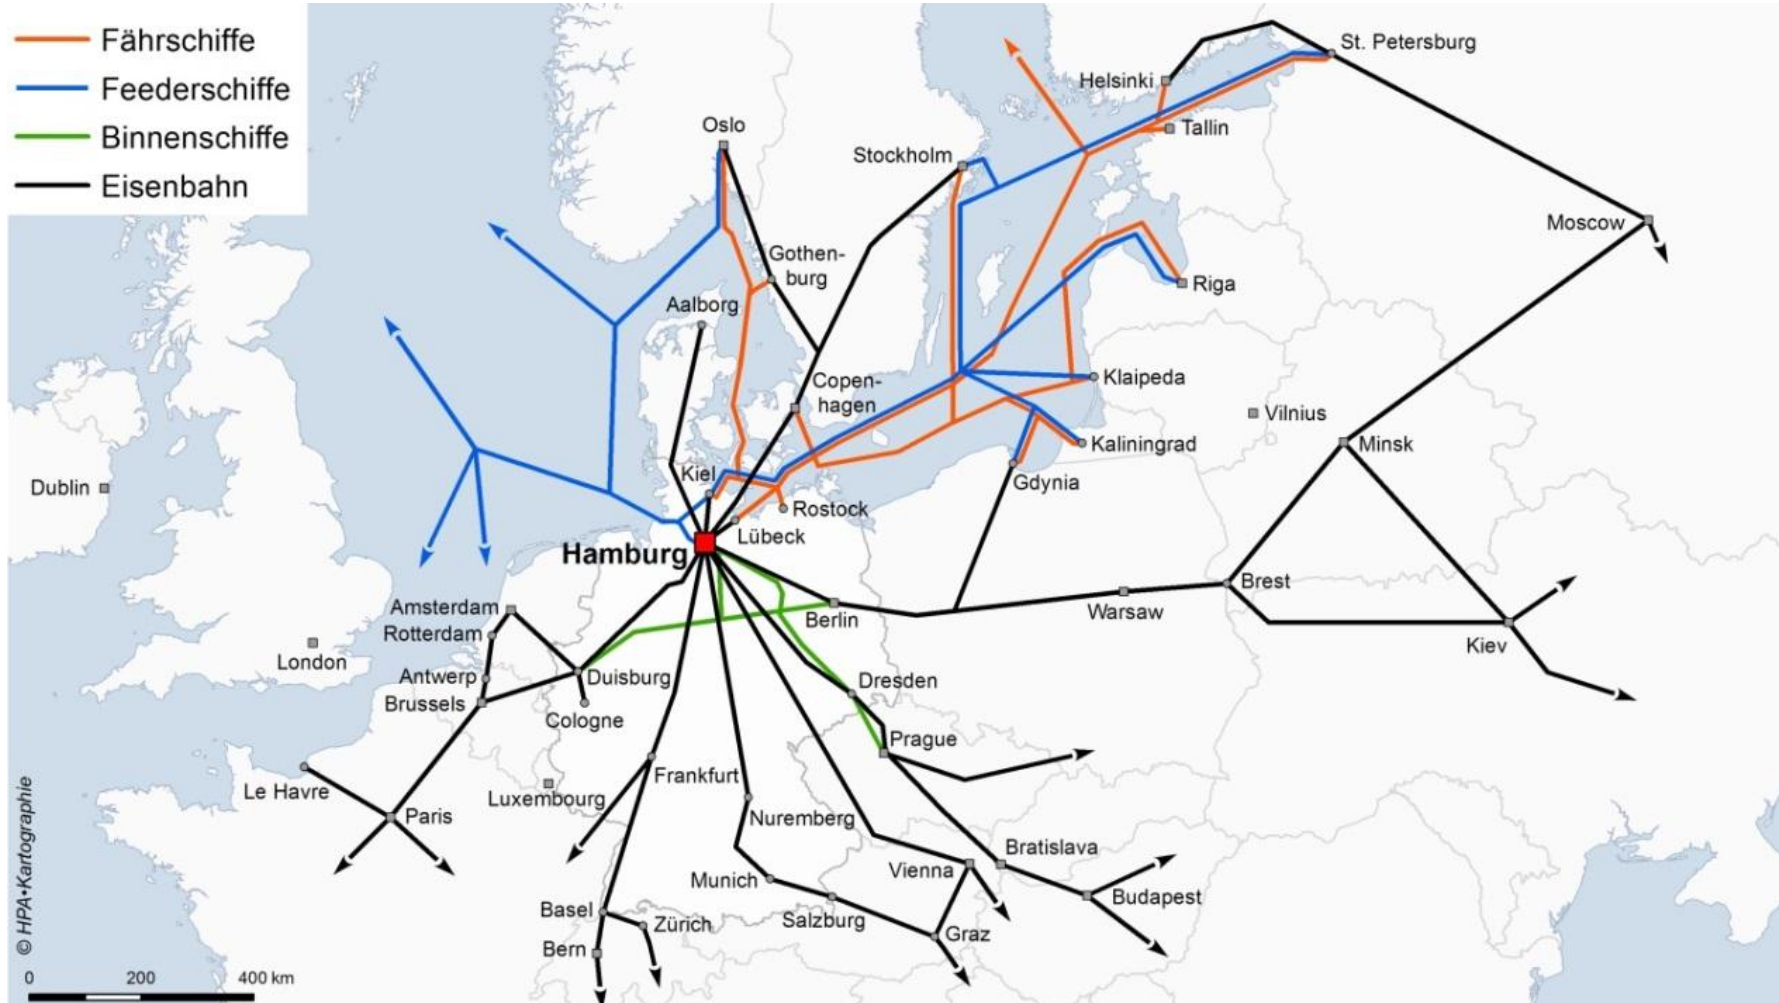 Fährschiffe
Feederschiffe
Binnenschiffe
Eisenbahn
St. Petersburg
Helsinki
Tallin
Oslo
Stockholm
Moscow
Gothen-
burg
Riga
Aalborg
Copen-
hagen
Klaipeda
Vilnius
Kaliningrad
Minsk
Kiel
Gdynia
Dublin
Rostock
Lübeck
Hamburg
Brest
Amsterdam
Berlin
Warsaw
Rotterdam
Kiev
London
Antwerp
Duisburg
Dresden
Brussels
Cologne
Prague
Frankfurt
Le Havre
Luxembourg
Paris
Nuremberg
Bratislava
Vienna
Munich
Budapest
Basel
Zürich
Salzburg
Graz
Bern
© HPA•Kartographie
0 200 400 km